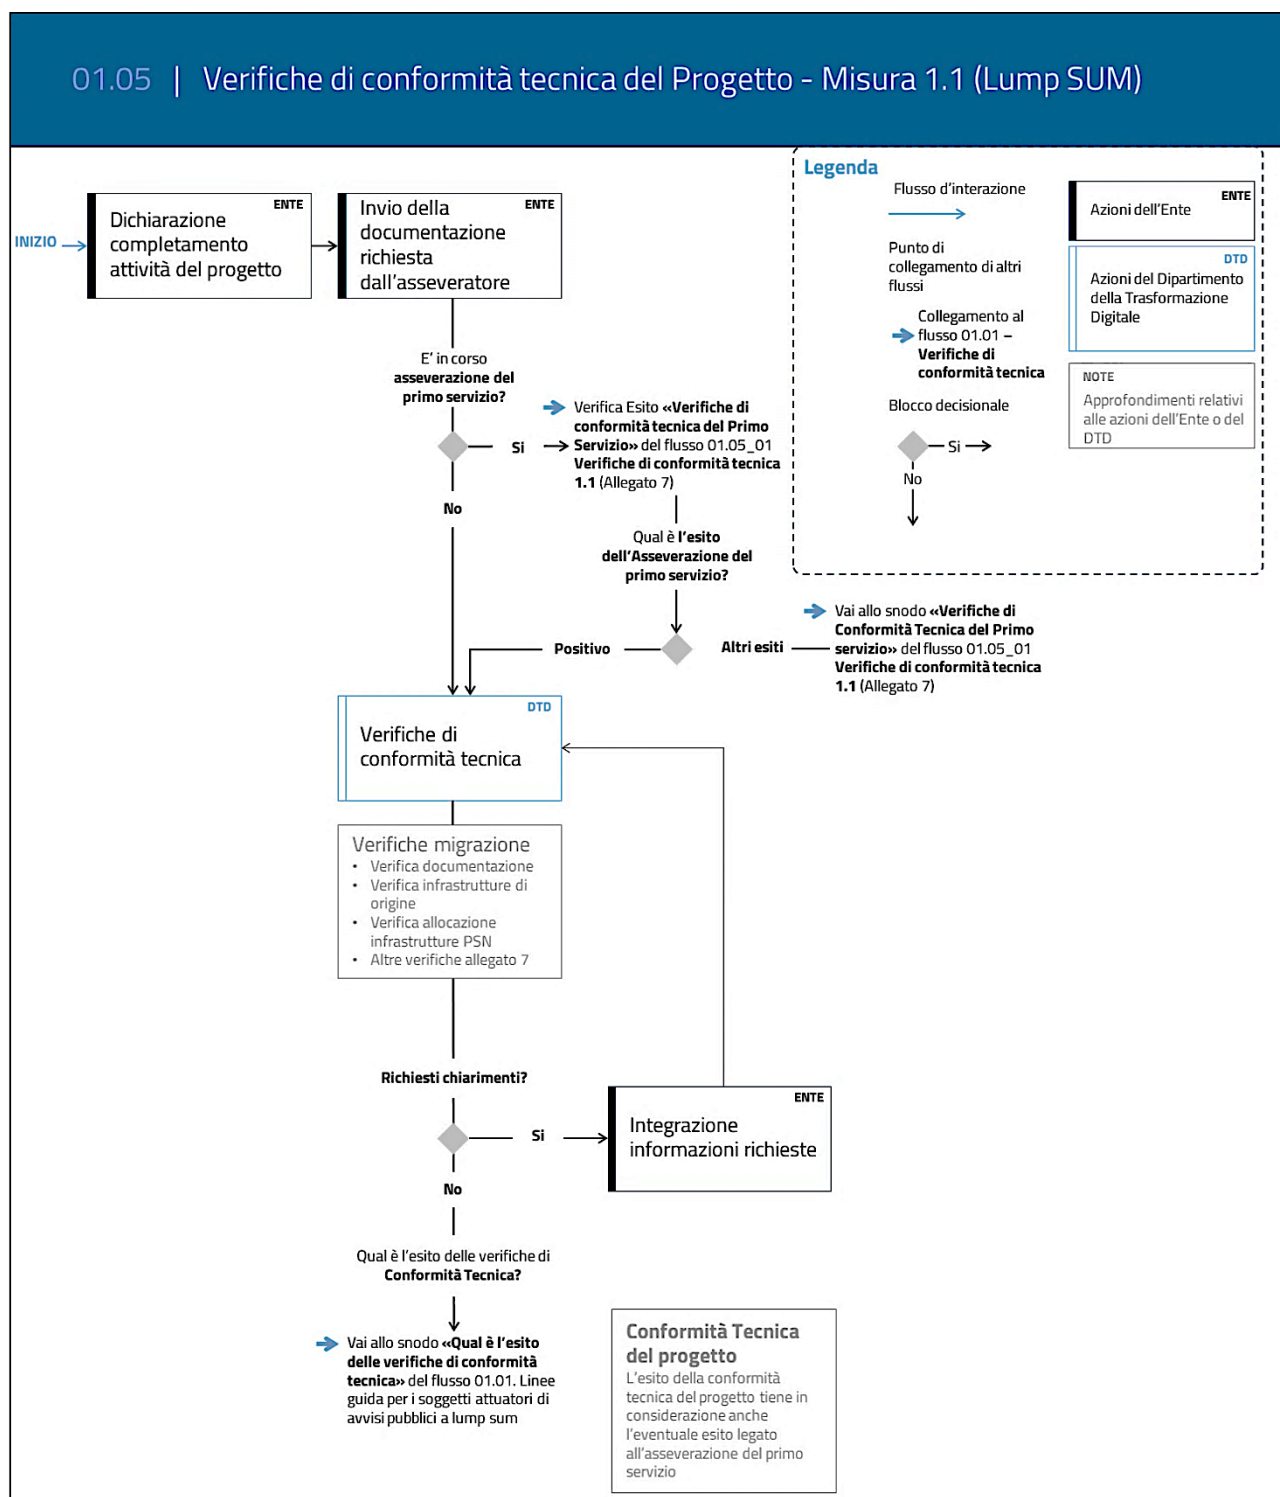 01.05 | Verifiche di conformità tecnica del Progetto - Misura 1.1 (Lump SUM)
INIZIO
ENTE
Dichiarazione
completamento
attività del progetto
ENTE
Invio della
documentazione
richiesta
dall'asseveratore
Legenda
Flusso d'interazione
Punto di
collegamento di altri
flussi
Collegamento al
flusso 01.01 –
Verifiche di
conformità tecnica
Blocco decisionale
Si
No
ENTE
Azioni dell'Ente
DTD
Azioni del Dipartimento
della Trasformazione
Digitale
NOTE
Approfondimenti relativi
alle azioni dell'Ente o del
DTD
E' in corso
asseverazione del
primo servizio?
Si
No
Verifica Esito «Verifiche di
conformità tecnica del Primo
Servizio» del flusso 01.05_01
Verifiche di conformità tecnica
1.1 (Allegato 7)
Qual è l'esito
dell'Asseverazione del
primo servizio?
Positivo
Altri esiti
Vai allo snodo «Verifiche di
Conformità Tecnica del Primo
servizio» del flusso 01.05_01
Verifiche di conformità tecnica
1.1 (Allegato 7)
DTD
Verifiche di
conformità tecnica
Verifiche migrazione
• Verifica documentazione
• Verifica infrastrutture di
origine
• Verifica allocazione
infrastrutture PSN
• Altre verifiche allegato 7
Richiesti chiarimenti?
Si
No
ENTE
Integrazione
informazioni richieste
Qual è l'esito delle verifiche di
Conformità Tecnica?
Vai allo snodo «Qual è l'esito
delle verifiche di conformità
tecnica» del flusso 01.01. Linee
guida per i soggetti attuatori di
avvisi pubblici a lump sum
Conformità Tecnica
del progetto
L'esito della conformità
tecnica del progetto tiene in
considerazione anche
l'eventuale esito legato
all'asseverazione del primo
servizio